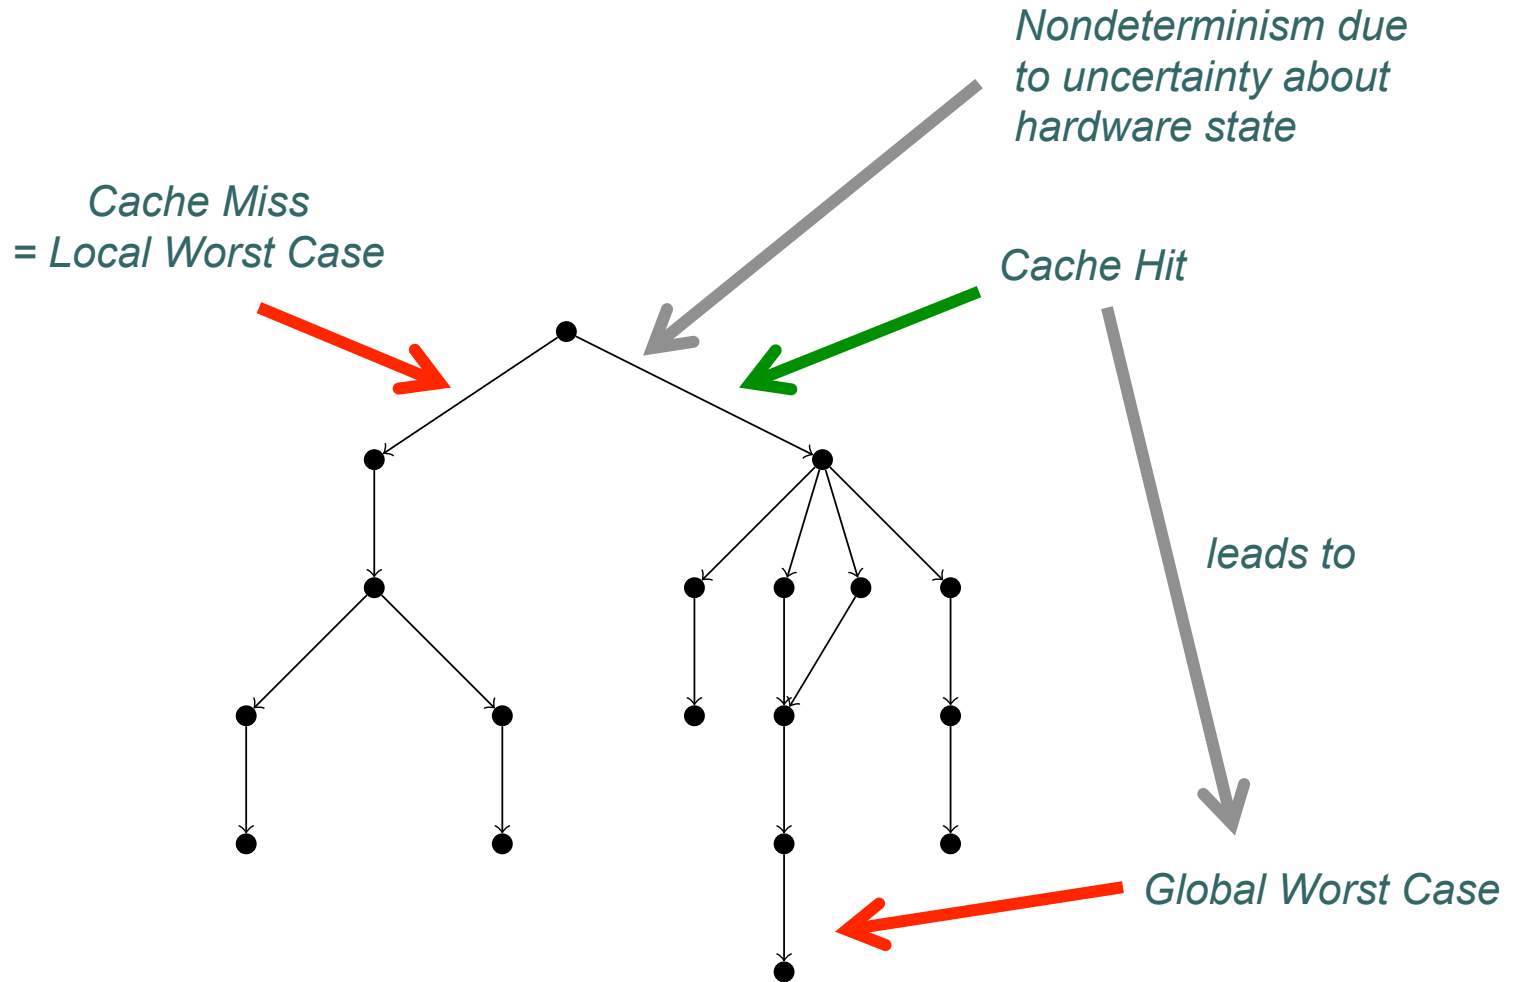 Nondeterminism due
to uncertainty about
hardware state
Cache Miss
= Local Worst Case
Cache Hit
leads to
Global Worst Case